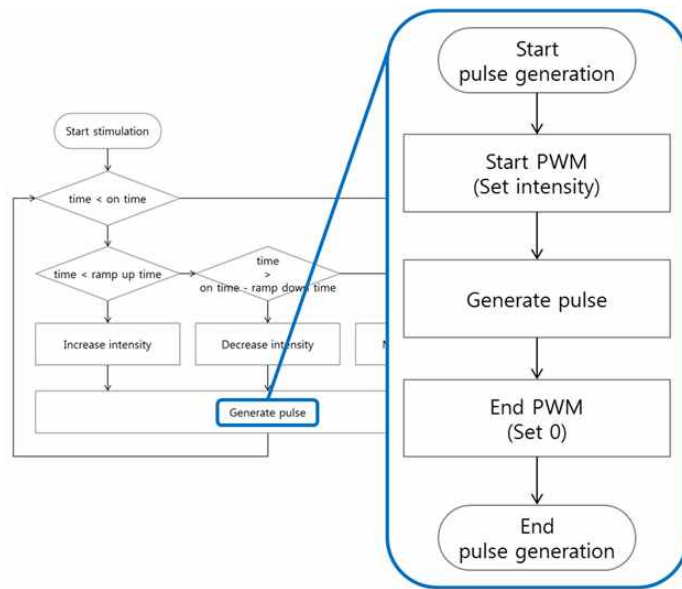 Start stimulation
time < on time
time < ramp up time
time
>
on time - ramp down time
Increase intensity
Decrease intensity
Generate pulse
Start
pulse generation
Start PWM
(Set intensity)
Generate pulse
End PWM
(Set 0)
End
pulse generation